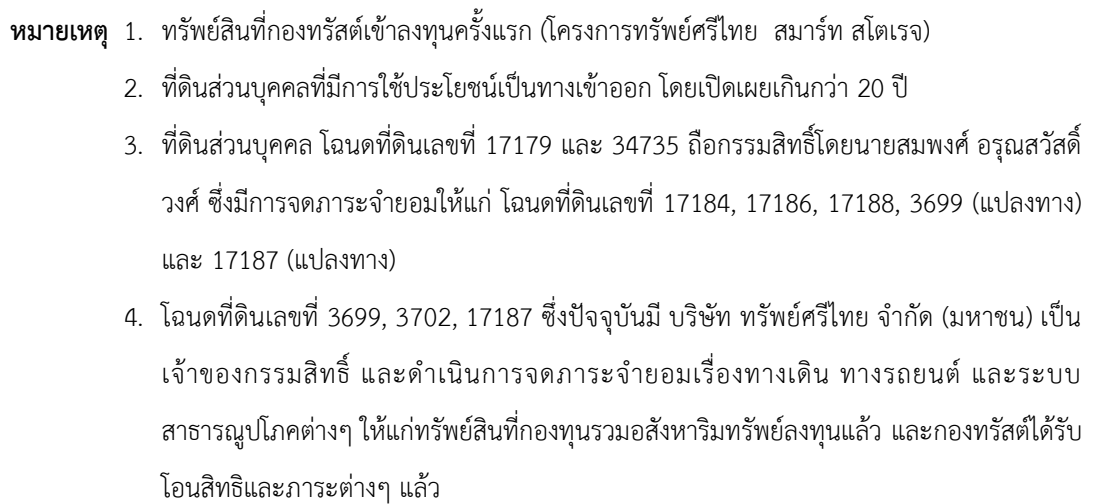 หมายเหตุ 1. ทรัพย์สินที่กองทรัสต์เข้าลงทุนครั้งแรก (โครงการทรัพย์ศรีไทย สมาร์ท สโตเรจ)
2. ที่ดินส่วนบุคคลที่มีการใช้ประโยชน์เป็นทางเข้าออก โดยเปิดเผยเกินกว่า 20 ปี
3. ที่ดินส่วนบุคคล โฉนดที่ดินเลขที่ 17179 และ 34735 ถือกรรมสิทธิ์โดยนายสมพงศ์ อรุณสวัสดิ์
วงศ์ ซึ่งมีการจดภาระจำยอมให้แก่ โฉนดที่ดินเลขที่ 17184, 17186, 17188, 3699 (แปลงทาง)
และ 17187 (แปลงทาง)
4. โฉนดที่ดินเลขที่ 3699, 3702, 17187 ซึ่งปัจจุบันมี บริษัท ทรัพย์ศรีไทย จำกัด (มหาชน) เป็น
เจ้าของกรรมสิทธิ์ และดำเนินการจดภาระจำยอมเรื่องทางเดิน ทางรถยนต์ และระบบ
สาธารณูปโภคต่างๆ ให้แก่ทรัพย์สินที่กองทุนรวมอสังหาริมทรัพย์ลงทุนแล้ว และกองทรัสต์ได้รับ
โอนสิทธิและภาระต่างๆ แล้ว